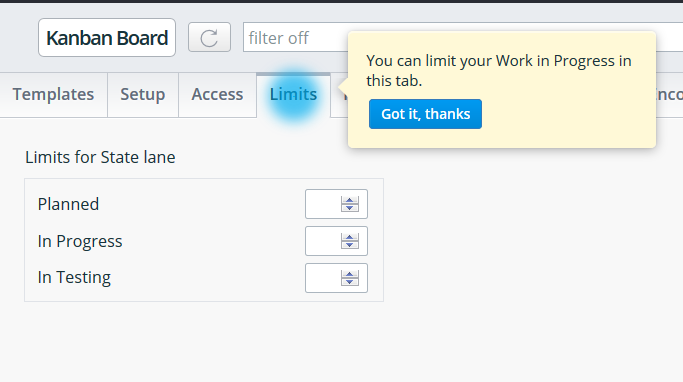 Kanban Board
filter off
You can limit your Work in Progress in
this tab.
Got it, thanks
Templates
Setup
Access
Limits
Limits for State lane
Planned
In Progress
In Testing